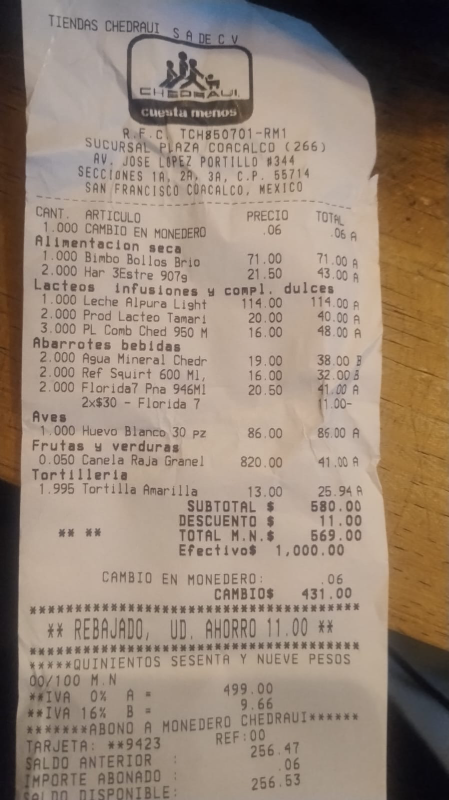 TIENDAS CHEDRAUI S A DE C V
CHEDRAUI
cuesta menos
R.F.C. TCH850701-RM1
SUCURSAL PLAZA COACALCO (266)
AV. JOSE LOPEZ PORTILLO #344
SECCIONES 1A, 2A, 3A, C.P. 55714
SAN FRANCISCO COACALCO, MEXICO
CANT. ARTICULO PRECIO TOTAL
1.000 CAMBIO EN MONEDERO .06 .06 A
Alimentacion seca
1.000 Bimbo Bollos Brio 71.00 71.00 A
2.000 Har 3Estre 907g 21.50 43.00 A
Lacteos infusiones y compl. dulces
1.000 Leche Alpura Light 114.00 114.00 A
2.000 Prod Lacteo Tamari 20.00 40.00 A
3.000 PL Comb Ched 950 M 16.00 48.00 A
Abarrotes bebidas
2.000 Agua Mineral Chedr 19.00 38.00 B
2.000 Ref Squirt 600 Ml, 16.00 32.00 B
2.000 Florida7 Pna 946Ml 20.50 41.00 A
2x$30 - Florida 7 11.00-
Aves
1.000 Huevo Blanco 30 pz 86.00 86.00 A
Frutas y verduras
0.050 Canela Raja Granel 820.00 41.00 A
Tortilleria
1.995 Tortilla Amarilla 13.00 25.94 A
SUBTOTAL $ 580.00
DESCUENTO $ 11.00
** ** TOTAL M.N.$ 569.00
Efectivo$ 1,000.00
CAMBIO EN MONEDERO: .06
CAMBIO$ 431.00
** REBAJADO, UD. AHORRO 11.00 **
*****QUINIENTOS SESENTA Y NUEVE PESOS
00/100 M.N
**IVA 0% A = 499.00
**IVA 16% B = 9.66
*******ABONO A MONEDERO CHEDRAUI******
TARJETA: **9423 REF:00
SALDO ANTERIOR : 256.47
IMPORTE ABONADO : .06
SALDO DISPONIBLE: 256.53